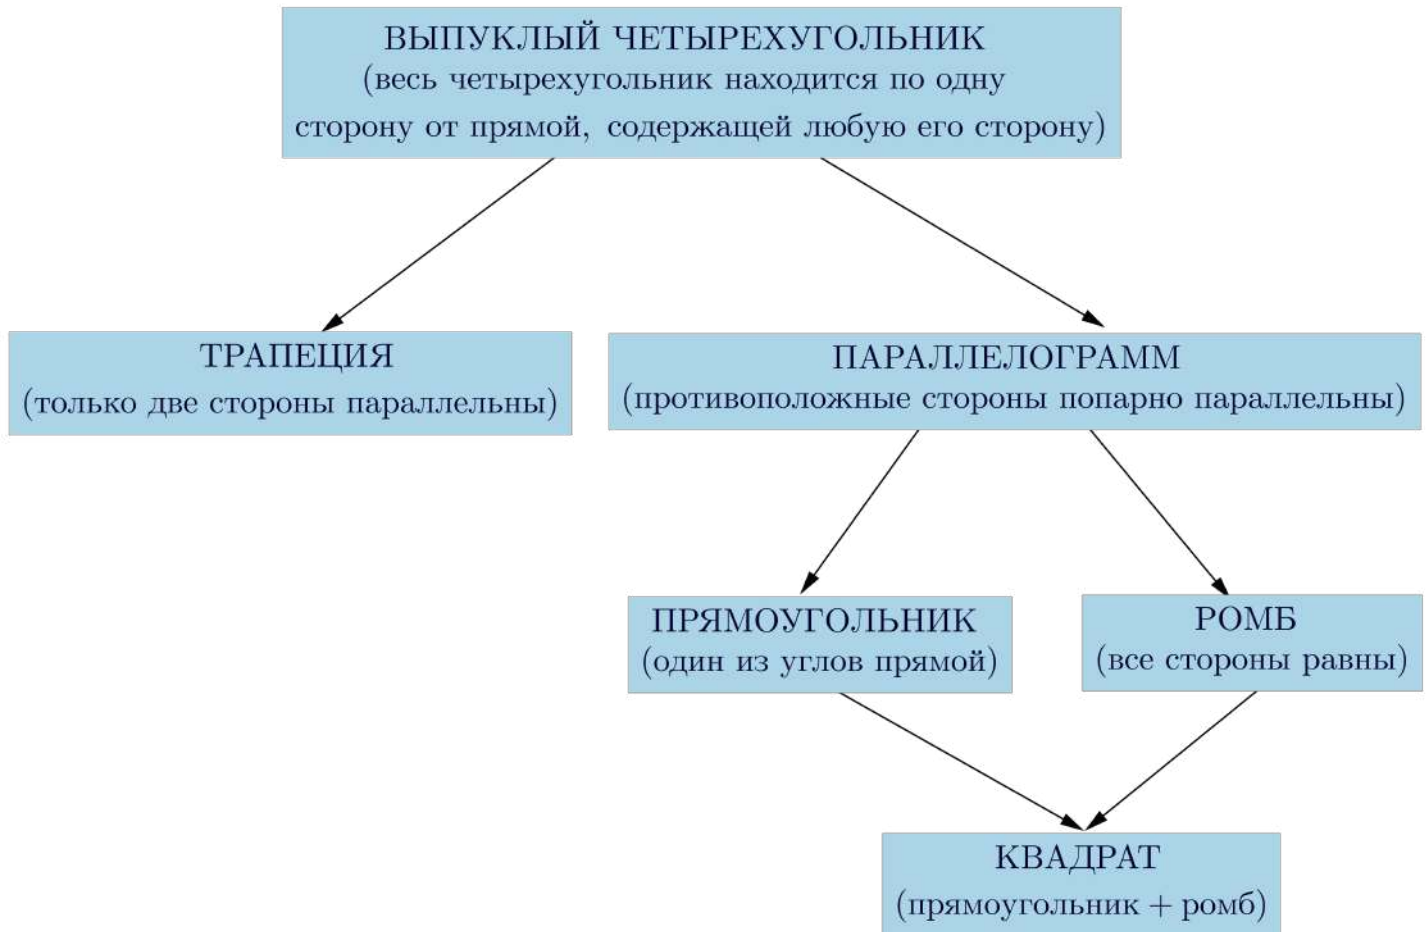 ВЫПУКЛЫЙ ЧЕТЫРЕХУГОЛЬНИК
(весь четырехугольник находится по одну
сторону от прямой, содержащей любую его сторону)
ТРАПЕЦИЯ
(только две стороны параллельны)
ПАРАЛЛЕЛОГРАММ
(противоположные стороны попарно параллельны)
ПРЯМОУГОЛЬНИК
(один из углов прямой)
РОМБ
(все стороны равны)
КВАДРАТ
(прямоугольник + ромб)